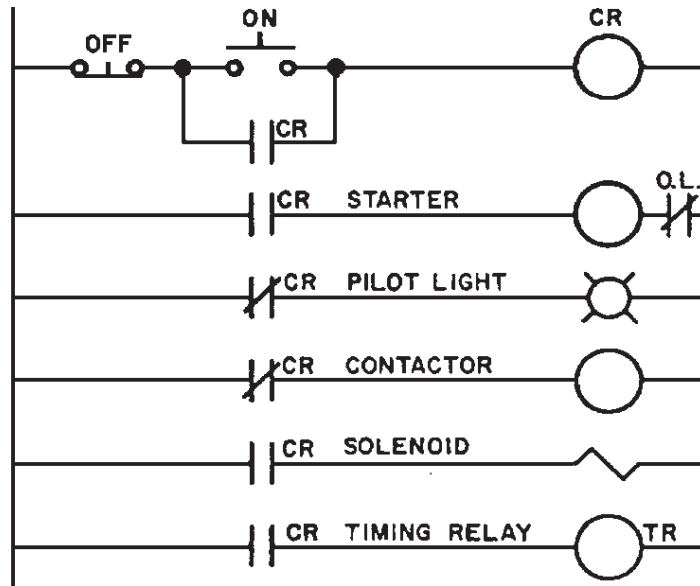 ON
CR
OFF
CR
CR STARTER
O.L.
CR PILOT LIGHT
CR CONTACTOR
CR SOLENOID
CR TIMING RELAY TR